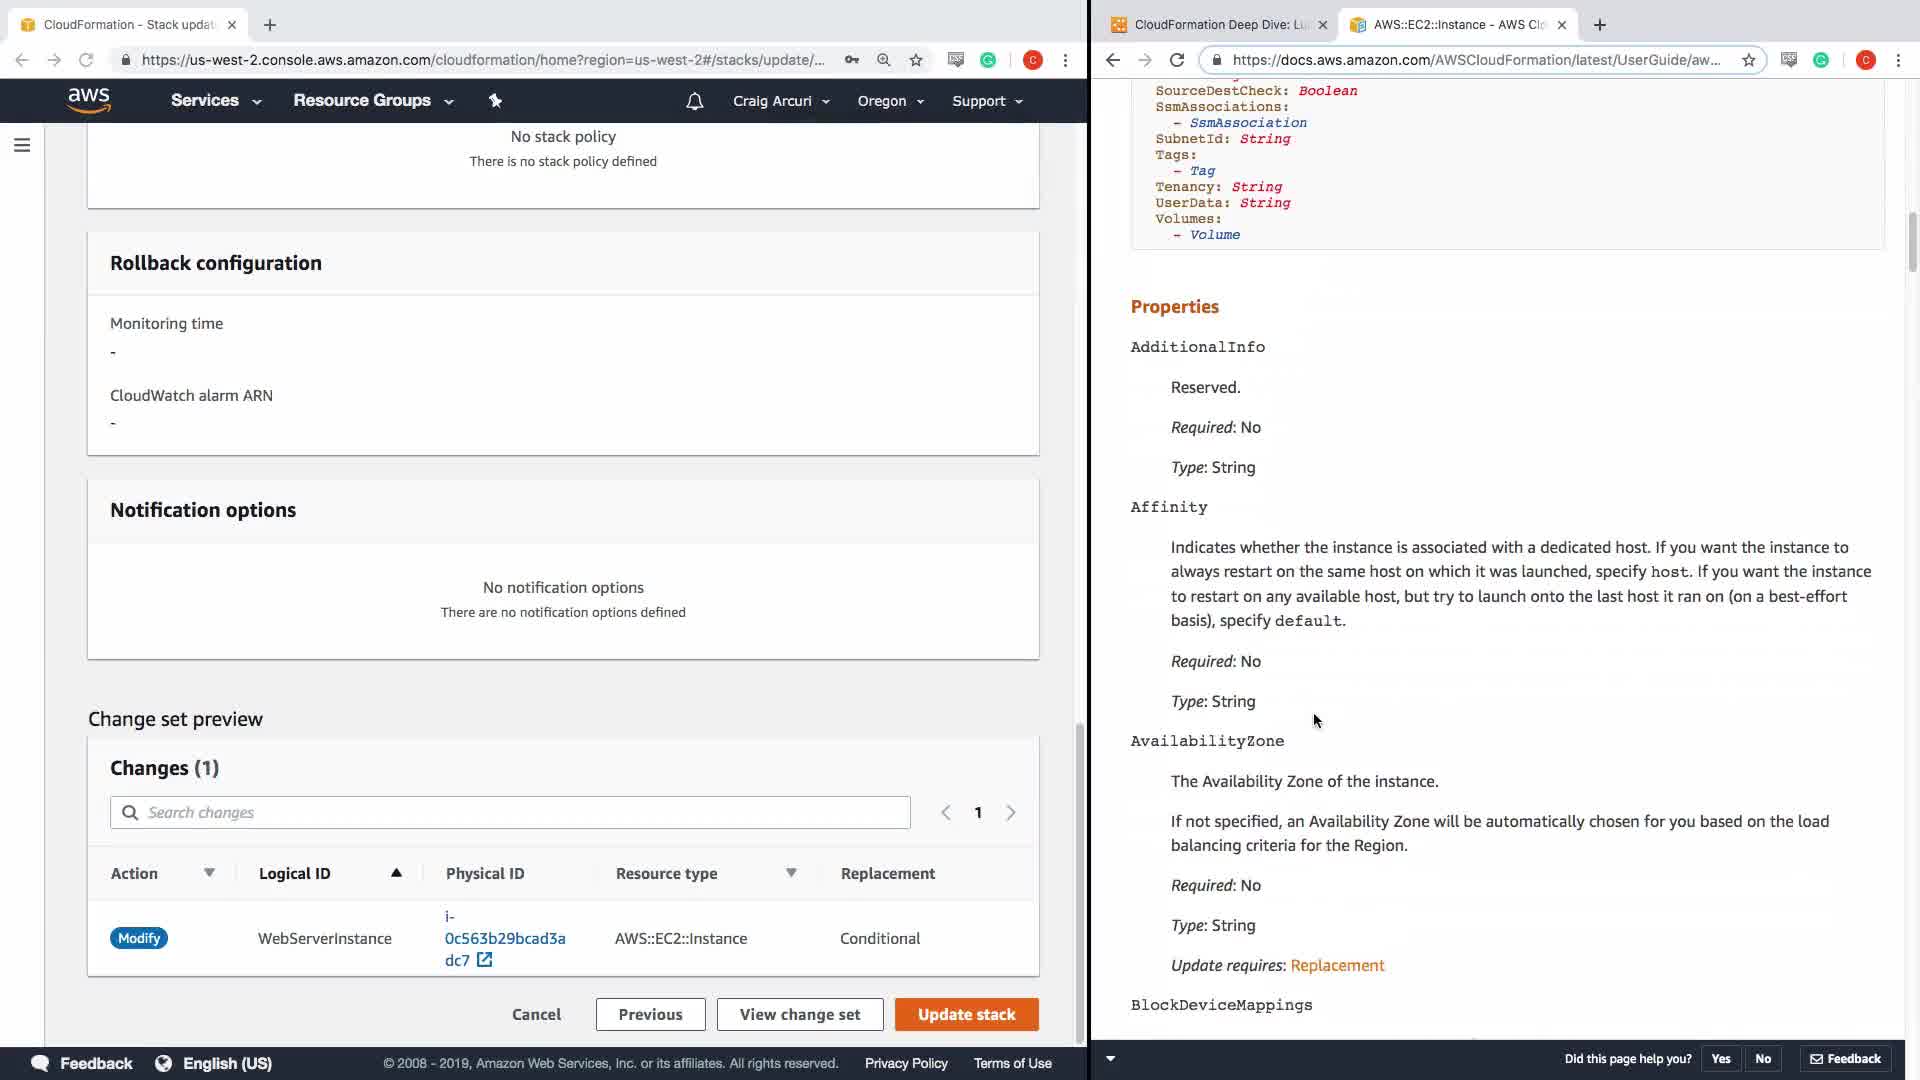 CloudFormation - Stack updat
https://us-west-2.console.aws.amazon.com/cloudformation/home?region=us-west-2#/stacks/update/...
aws
Services
Resource Groups
Craig Arcuri
Oregon
Support
No stack policy
There is no stack policy defined
Rollback configuration
Monitoring time
-
CloudWatch alarm ARN
-
Notification options
No notification options
There are no notification options defined
Change set preview
Changes (1)
Search changes
1
Action
Logical ID
Physical ID
Resource type
Replacement
Modify
WebServerInstance
i-
0c563b29bcad3a
dc7
AWS::EC2::Instance
Conditional
Cancel
Previous
View change set
Update stack
Feedback
English (US)
© 2008 - 2019, Amazon Web Services, Inc. or its affiliates. All rights reserved.
Privacy Policy
Terms of Use
CloudFormation Deep Dive: Lu
AWS::EC2::Instance - AWS Clo
https://docs.aws.amazon.com/AWSCloudFormation/latest/UserGuide/aw...
C
SourceDestCheck: Boolean
SsmAssociations:
- SsmAssociation
SubnetId: String
Tags:
- Tag
Tenancy: String
UserData: String
Volumes:
- Volume
Properties
AdditionalInfo
Reserved.
Required: No
Type: String
Affinity
Indicates whether the instance is associated with a dedicated host. If you want the instance to
always restart on the same host on which it was launched, specify host. If you want the instance
to restart on any available host, but try to launch onto the last host it ran on (on a best-effort
basis), specify default.
Required: No
Type: String
AvailabilityZone
The Availability Zone of the instance.
If not specified, an Availability Zone will be automatically chosen for you based on the load
balancing criteria for the Region.
Required: No
Type: String
Update requires: Replacement
BlockDeviceMappings
Did this page help you?
Yes
No
Feedback